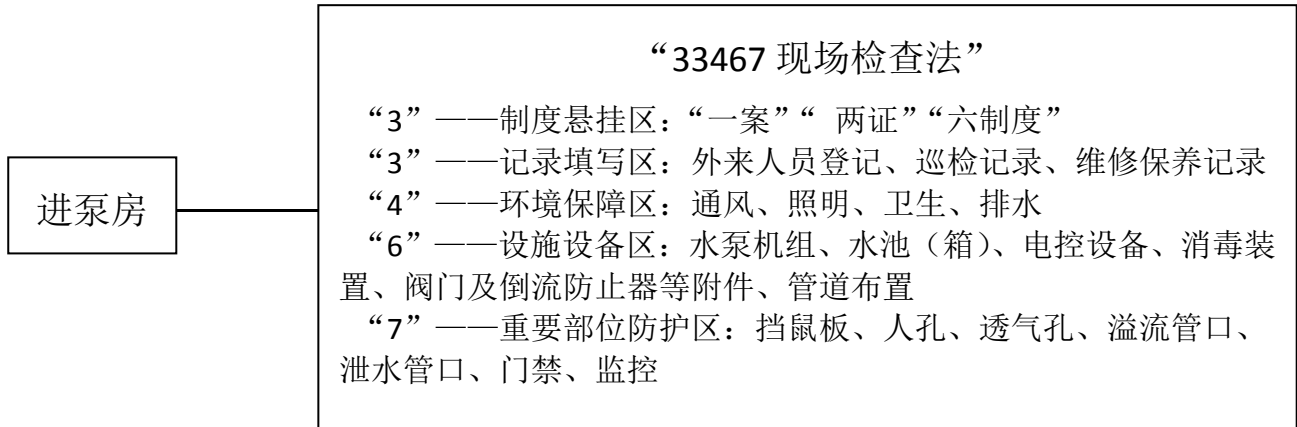 “33467 现场检查法”
“3”——制度悬挂区：“一案”“ 两证”“六制度”
“3”——记录填写区：外来人员登记、巡检记录、维修保养记录
进泵房
“4”——环境保障区：通风、照明、卫生、排水
“6”——设施设备区：水泵机组、水池（箱）、电控设备、消毒装
置、阀门及倒流防止器等附件、管道布置
“7”——重要部位防护区：挡鼠板、人孔、透气孔、溢流管口、
泄水管口、门禁、监控